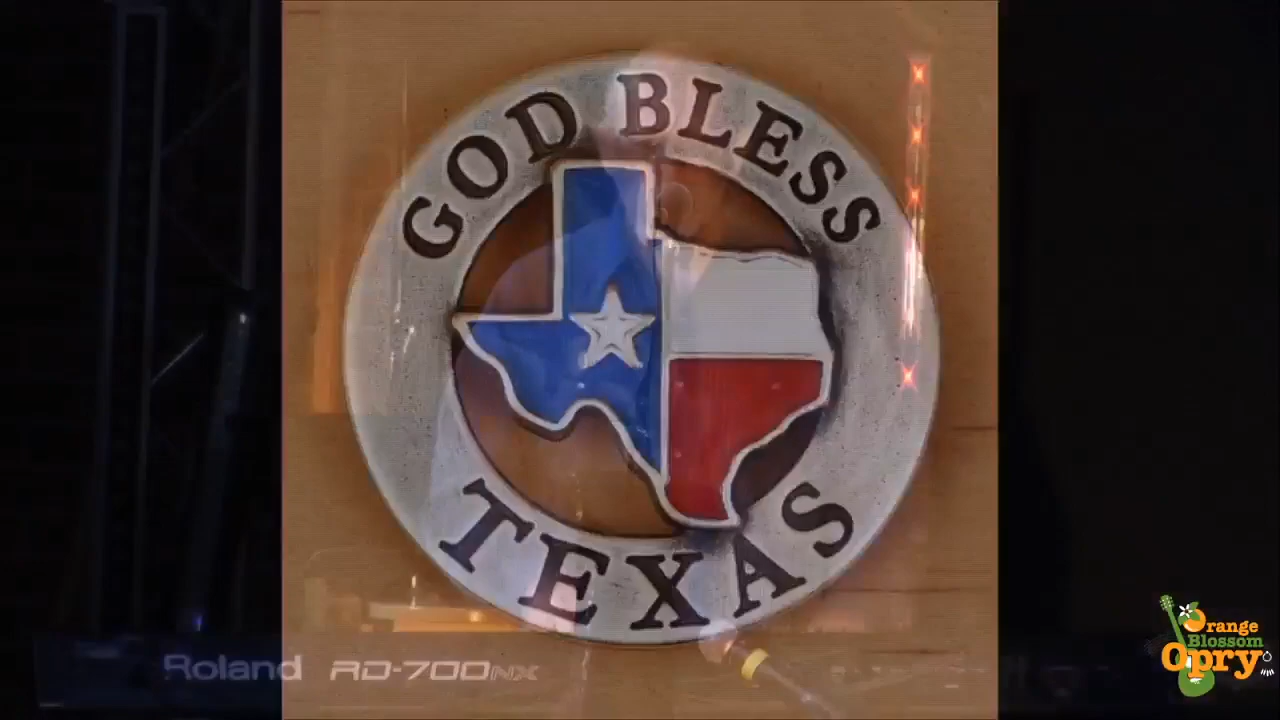 GOD BLESS
TEXAS
Roland RD-700NX
Orange
Blossom
Opry